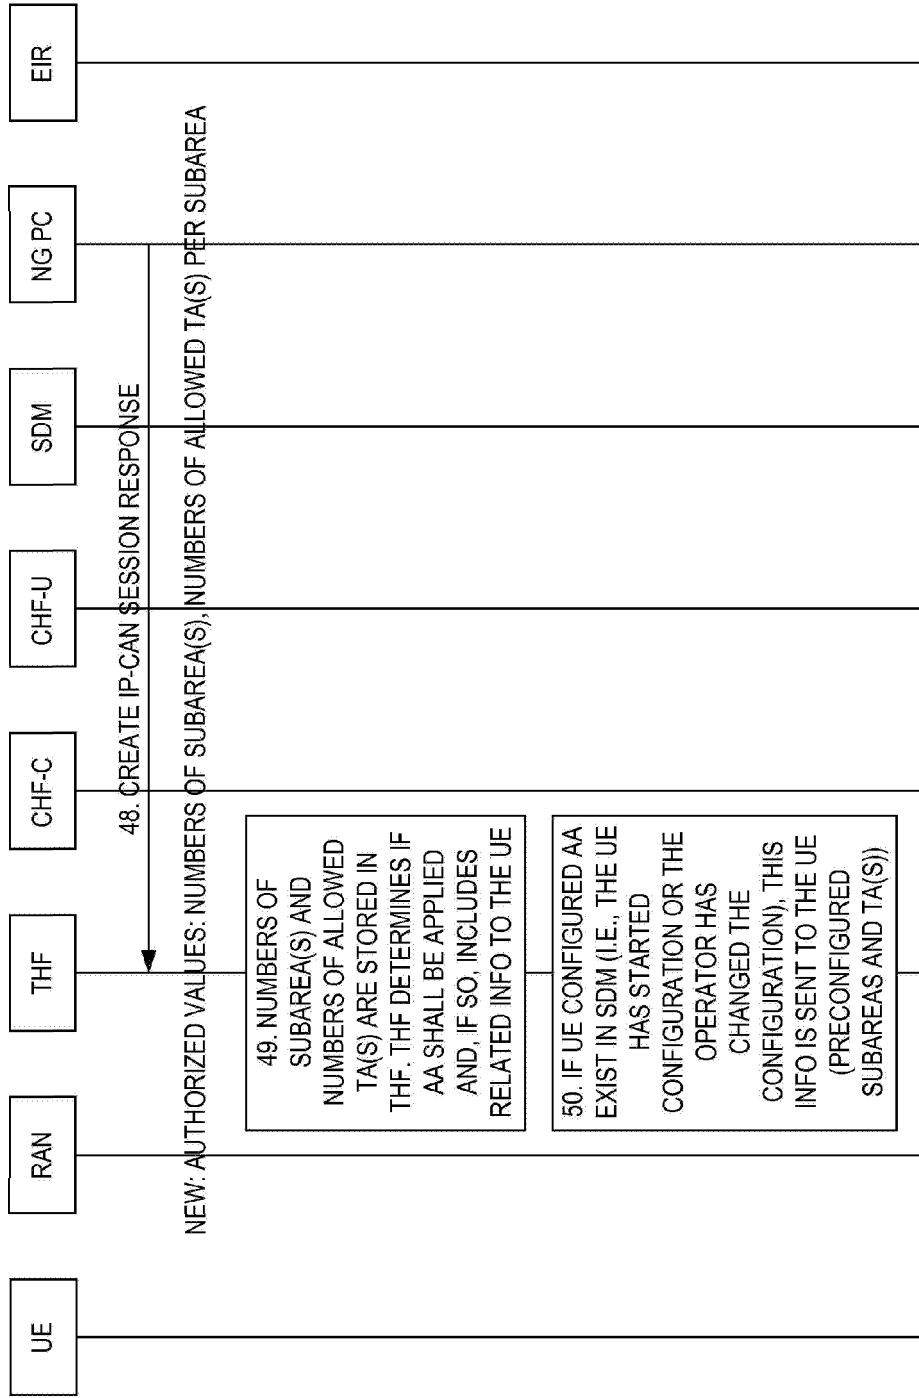 UE
RAN
THF
CHF-C
CHF-U
SDM
NG PC
EIR
48. CREATE IP-CAN SESSION RESPONSE
NEW: AUTHORIZED VALUES: NUMBERS OF SUBAREA(S), NUMBERS OF ALLOWED TA(S) PER SUBAREA
49. NUMBERS OF
SUBAREA(S) AND
NUMBERS OF ALLOWED
TA(S) ARE STORED IN
THF. THF DETERMINES IF
AA SHALL BE APPLIED
AND, IF SO, INCLUDES
RELATED INFO TO THE UE
50. IF UE CONFIGURED AA
EXIST IN SDM (I.E., THE UE
HAS STARTED
CONFIGURATION OR THE
OPERATOR HAS
CHANGED THE
CONFIGURATION), THIS
INFO IS SENT TO THE UE
(PRECONFIGURED
SUBAREAS AND TA(S))